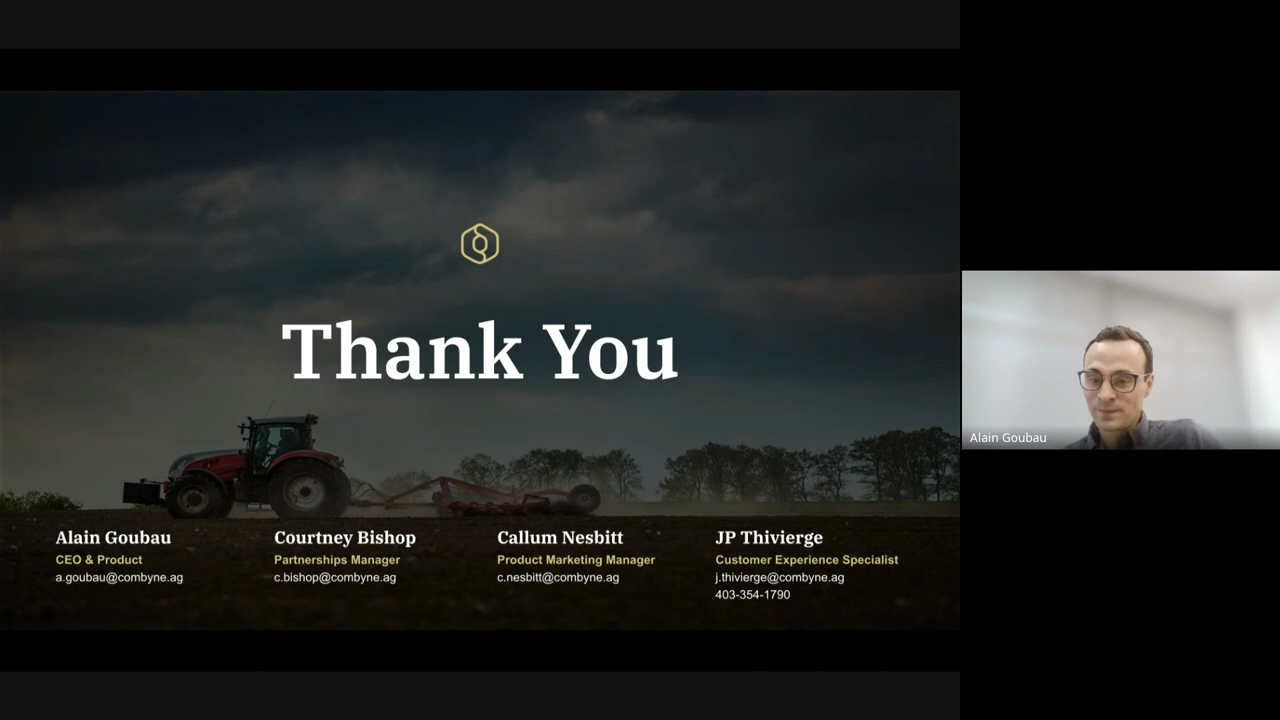 Thank You
Alain Goubau
CEO & Product
a.goubau@combyne.ag
Courtney Bishop
Partnerships Manager
c.bishop@combyne.ag
Callum Nesbitt
Product Marketing Manager
c.nesbitt@combyne.ag
JP Thivierge
Customer Experience Specialist
j.thivierge@combyne.ag
403-354-1790
Alain Goubau